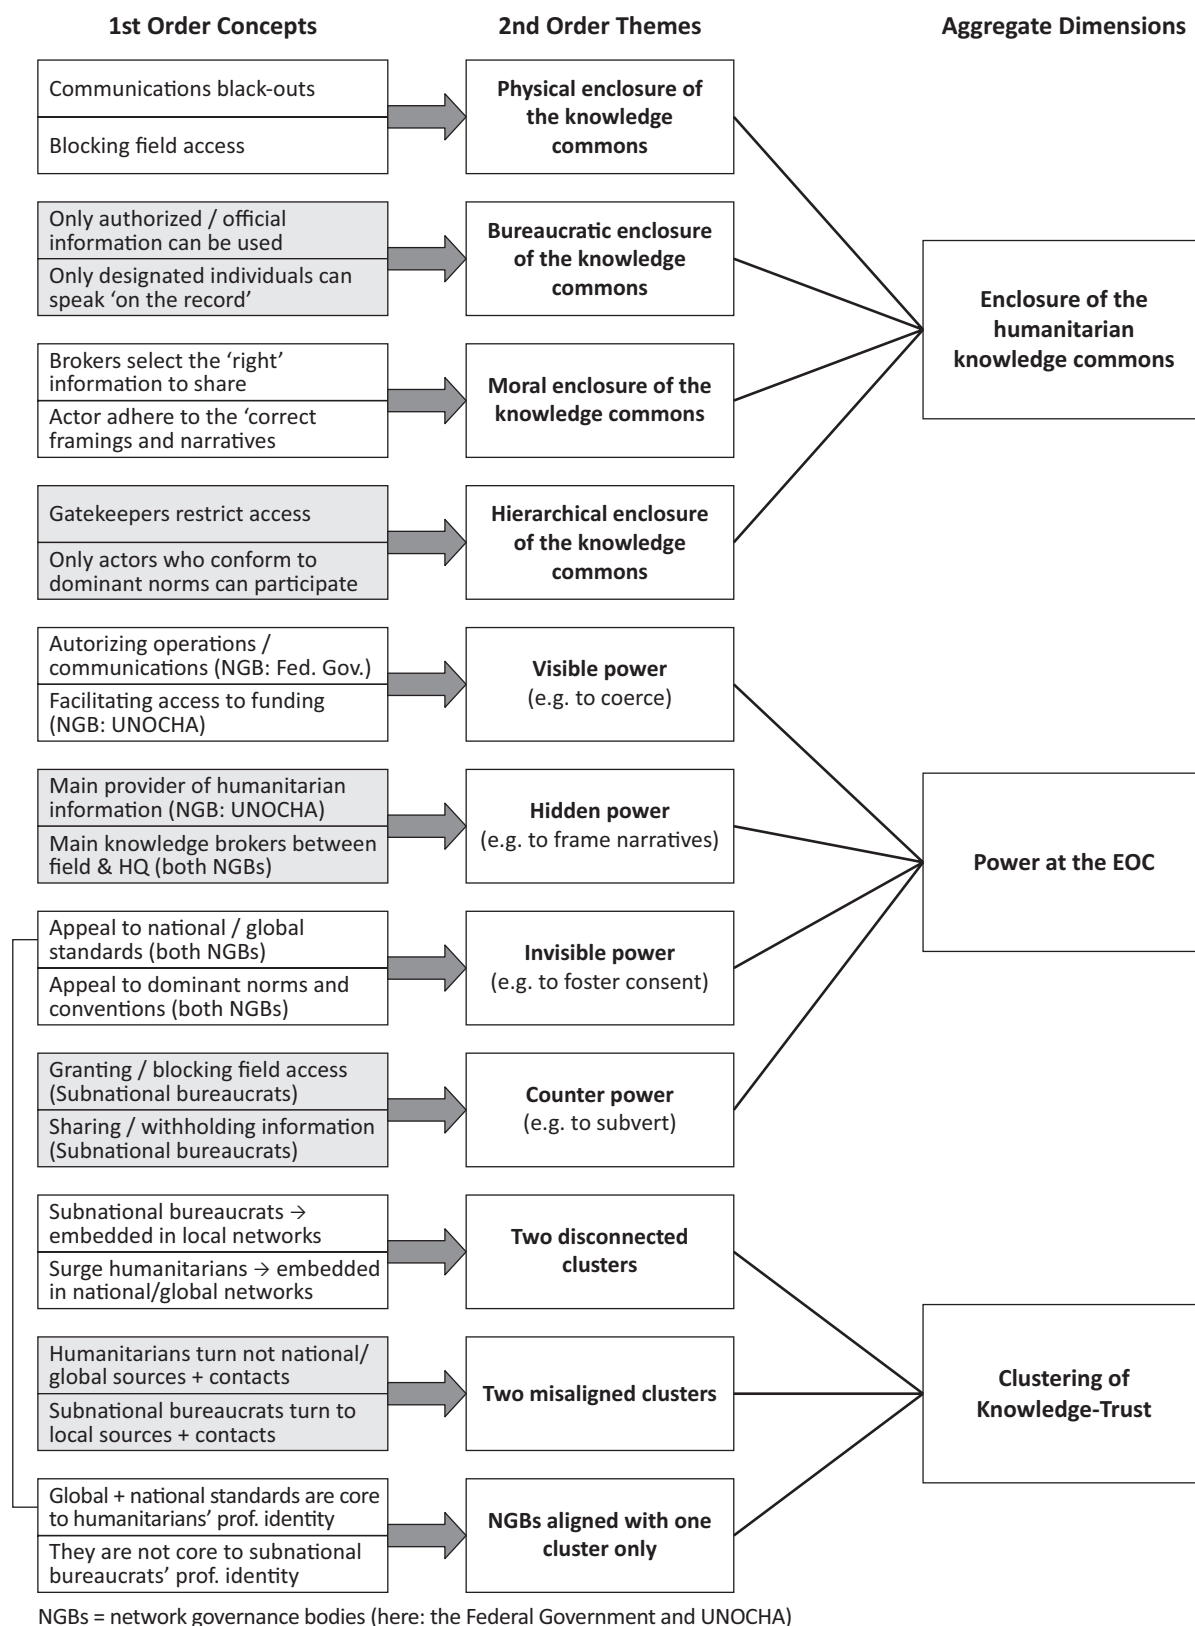 1st Order Concepts
2nd Order Themes
Aggregate Dimensions
Communications black-outs
Blocking field access
Physical enclosure of
the knowledge
commons
Only authorized / official
information can be used
Only designated individuals can
speak ‘on the record’
Bureaucratic enclosure
of the knowledge
commons
Brokers select the ‘right’
information to share
Actor adhere to the ‘correct
framings and narratives
Moral enclosure of the
knowledge commons
Gatekeepers restrict access
Only actors who conform to
dominant norms can participate
Hierarchical enclosure
of the knowledge
commons
Enclosure of the
humanitarian
knowledge commons
Autorizing operations /
communications (NGB: Fed. Gov.)
Facilitating access to funding
(NGB: UNOCHA)
Visible power
(e.g. to coerce)
Main provider of humanitarian
information (NGB: UNOCHA)
Main knowledge brokers between
field & HQ (both NGBs)
Hidden power
(e.g. to frame narratives)
Appeal to national / global
standards (both NGBs)
Appeal to dominant norms and
conventions (both NGBs)
Invisible power
(e.g. to foster consent)
Granting / blocking field access
(Subnational bureaucrats)
Sharing / withholding information
(Subnational bureaucrats)
Counter power
(e.g. to subvert)
Power at the EOC
Subnational bureaucrats →
embedded in local networks
Surge humanitarians → embedded
in national/global networks
Two disconnected
clusters
Humanitarians turn not national/
global sources + contacts
Subnational bureaucrats turn to
local sources + contacts
Two misaligned clusters
Global + national standards are core
to humanitarians’ prof. identity
They are not core to subnational
bureaucrats’ prof. identity
NGBs aligned with one
cluster only
Clustering of
Knowledge-Trust
NGBs = network governance bodies (here: the Federal Government and UNOCHA)